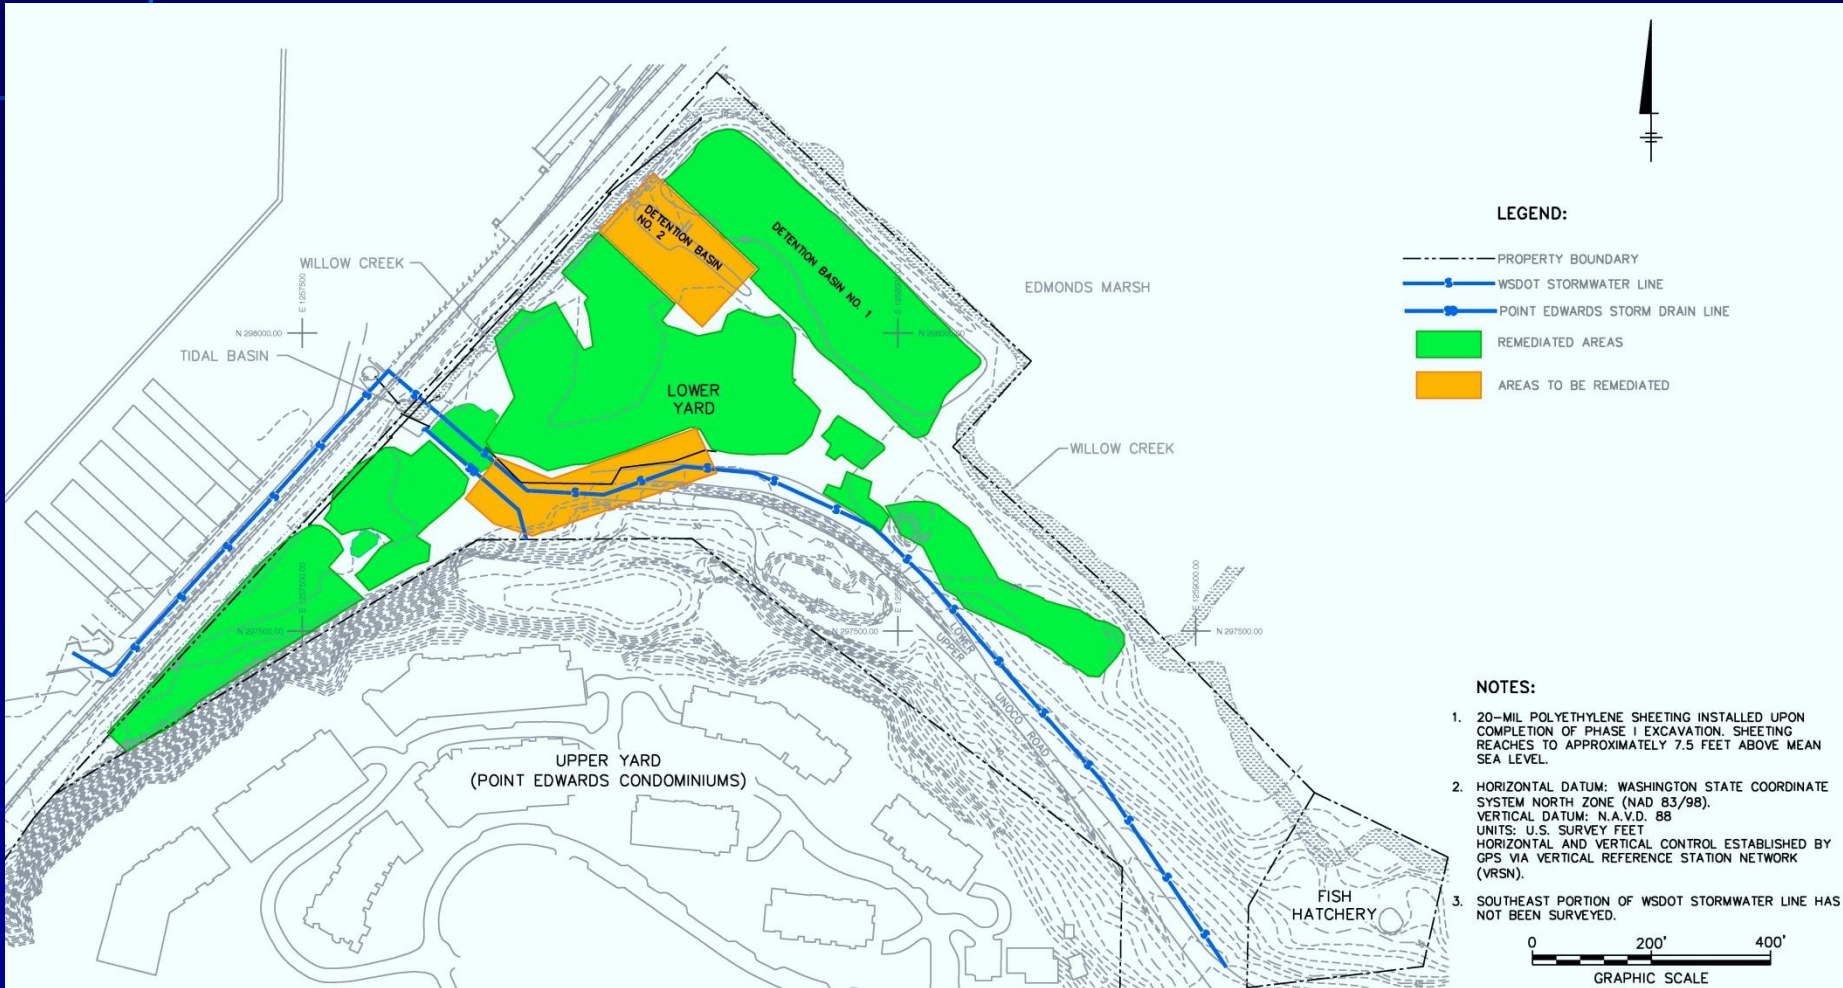 WILLOW CREEK
E 1257500
N 298000.00
TIDAL BASIN
DETENTION BASIN
NO. 2
DETENTION BASIN NO. 1
EDMONDS MARSH
LOWER
YARD
WILLOW CREEK
N 297500.00
N 297500.00
E 1259000.00
N 297500.00
LOWER
UPPER
UNOCO ROAD
UPPER YARD
(POINT EDWARDS CONDOMINIUMS)
FISH
HATCHERY
LEGEND:
PROPERTY BOUNDARY
S WSDOT STORMWATER LINE
POINT EDWARDS STORM DRAIN LINE
REMEDIATED AREAS
AREAS TO BE REMEDIATED
NOTES:
1. 20-MIL POLYETHYLENE SHEETING INSTALLED UPON
COMPLETION OF PHASE I EXCAVATION. SHEETING
REACHES TO APPROXIMATELY 7.5 FEET ABOVE MEAN
SEA LEVEL.
2. HORIZONTAL DATUM: WASHINGTON STATE COORDINATE
SYSTEM NORTH ZONE (NAD 83/98).
VERTICAL DATUM: N.A.V.D. 88
UNITS: U.S. SURVEY FEET
HORIZONTAL AND VERTICAL CONTROL ESTABLISHED BY
GPS VIA VERTICAL REFERENCE STATION NETWORK
(VRSN).
3. SOUTHEAST PORTION OF WSDOT STORMWATER LINE HAS
NOT BEEN SURVEYED.
0 200' 400'
GRAPHIC SCALE